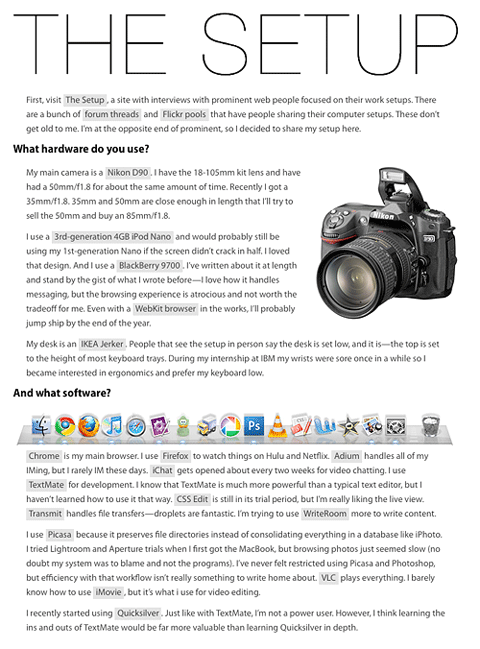 THE SETUP
First, visit The Setup, a site with interviews with prominent web people focused on their work setups. There
are a bunch of forum threads and Flickr pools that have people sharing their computer setups. These don't
get old to me. I'm at the opposite end of prominent, so I decided to share my setup here.
What hardware do you use?
My main camera is a Nikon D90. I have the 18-105mm kit lens and have
had a 50mm/f1.8 for about the same amount of time. Recently I got a
35mm/f1.8. 35mm and 50mm are close enough in length that I'll try to
sell the 50mm and buy an 85mm/f1.8.
I use a 3rd-generation 4GB iPod Nano and would probably still be
using my 1st-generation Nano if the screen didn't crack in half. I loved
that design. And I use a BlackBerry 9700. I've written about it at length
and stand by the gist of what I wrote before—I love how it handles
messaging, but the browsing experience is atrocious and not worth the
tradeoff for me. Even with a WebKit browser in the works, I'll probably
jump ship by the end of the year.
Nikon
D90
My desk is an IKEA Jerker. People that see the setup in person say the desk is set low, and it is—the top is set
to the height of most keyboard trays. During my internship at IBM my wrists were sore once in a while so I
became interested in ergonomics and prefer my keyboard low.
And what software?
Ps
Chrome is my main browser. I use Firefox to watch things on Hulu and Netflix. Adium handles all of my
IMing, but I rarely IM these days. iChat gets opened about every two weeks for video chatting. I use
TextMate for development. I know that TextMate is much more powerful than a typical text editor, but I
haven't learned how to use it that way. CSS Edit is still in its trial period, but I'm really liking the live view.
Transmit handles file transfers—droplets are fantastic. I'm trying to use WriteRoom more to write content.
I use Picasa because it preserves file directories instead of consolidating everything in a database like iPhoto.
I tried Lightroom and Aperture trials when I first got the MacBook, but browsing photos just seemed slow (no
doubt my system was to blame and not the programs). I've never felt restricted using Picasa and Photoshop,
but efficiency with that workflow isn't really something to write home about. VLC plays everything. I barely
know how to use iMovie, but it's what i use for video editing.
I recently started using Quicksilver. Just like with TextMate, I'm not a power user. However, I think learning the
ins and outs of TextMate would be far more valuable than learning Quicksilver in depth.